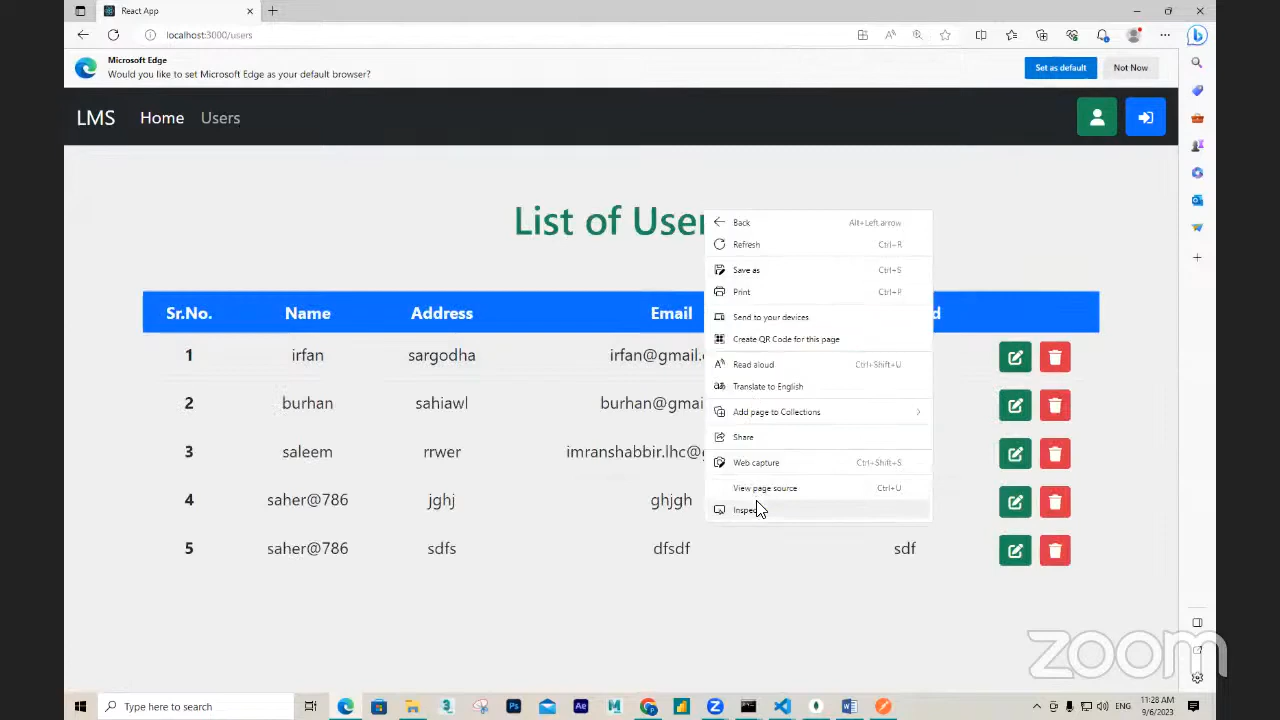 React App
localhost:3000/users
Microsoft Edge
Would you like to set Microsoft Edge as your default browser?
Set as default
Not Now
LMS
Home
Users
List of User
Back Alt+Left arrow
Refresh Ctrl+R
Save as Ctrl+S
Print Ctrl+P
Send to your devices
Create QR Code for this page
Read aloud Ctrl+Shift+U
Translate to English
Add page to Collections
Share
Web capture Ctrl+Shift+S
View page source Ctrl+U
Sr.No. Name Address Email
1 irfan sargodha irfan@gmail.
2 burhan sahiawl burhan@gmai
3 saleem rrwer imranshabbir.lhc@
4 saher@786 jghj ghjgh
5 saher@786 sdfs dfsdf sdf
zoom
Type here to search
ENG
11:28 AM
9/6/2023